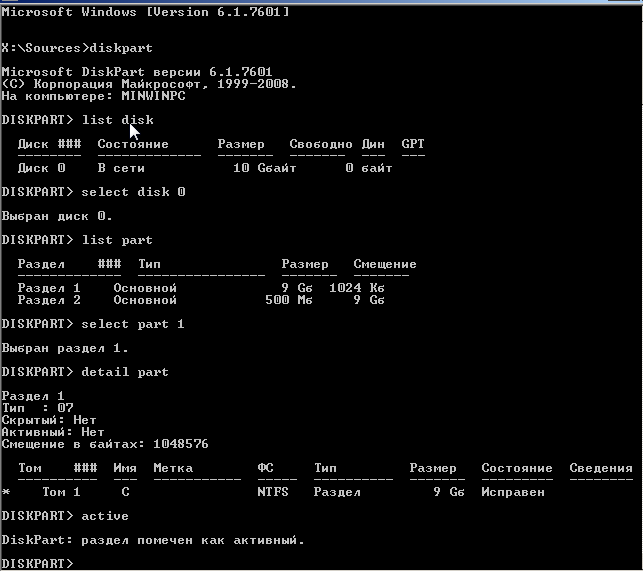 Microsoft Windows [Version 6.1.7601]
X:\Sources>diskpart
Microsoft DiskPart версии 6.1.7601
(C) Корпорация Майкрософт, 1999-2008.
На компьютере: MINWINPC
DISKPART> list disk
Диск ### Состояние Размер Свободно Дин GPT
-------- ------------- ------- ------- --- ---
Диск 0 В сети 10 Gбайт 0 байт
DISKPART> select disk 0
Выбран диск 0.
DISKPART> list part
Раздел ### Тип Размер Смещение
------------- ---------------- ------- -------
Раздел 1 Основной 9 Gб 1024 Kб
Раздел 2 Основной 500 Mб 9 Gб
DISKPART> select part 1
Выбран раздел 1.
DISKPART> detail part
Раздел 1
Тип : 07
Скрытый: Нет
Активный: Нет
Смещение в байтах: 1048576
Том ### Имя Метка ФС Тип Размер Состояние Сведения
---------- --- ----------- ----- ---------- ------- --------- --------
* Том 1 C NTFS Раздел 9 Gб Исправен
DISKPART> active
DiskPart: раздел помечен как активный.
DISKPART>